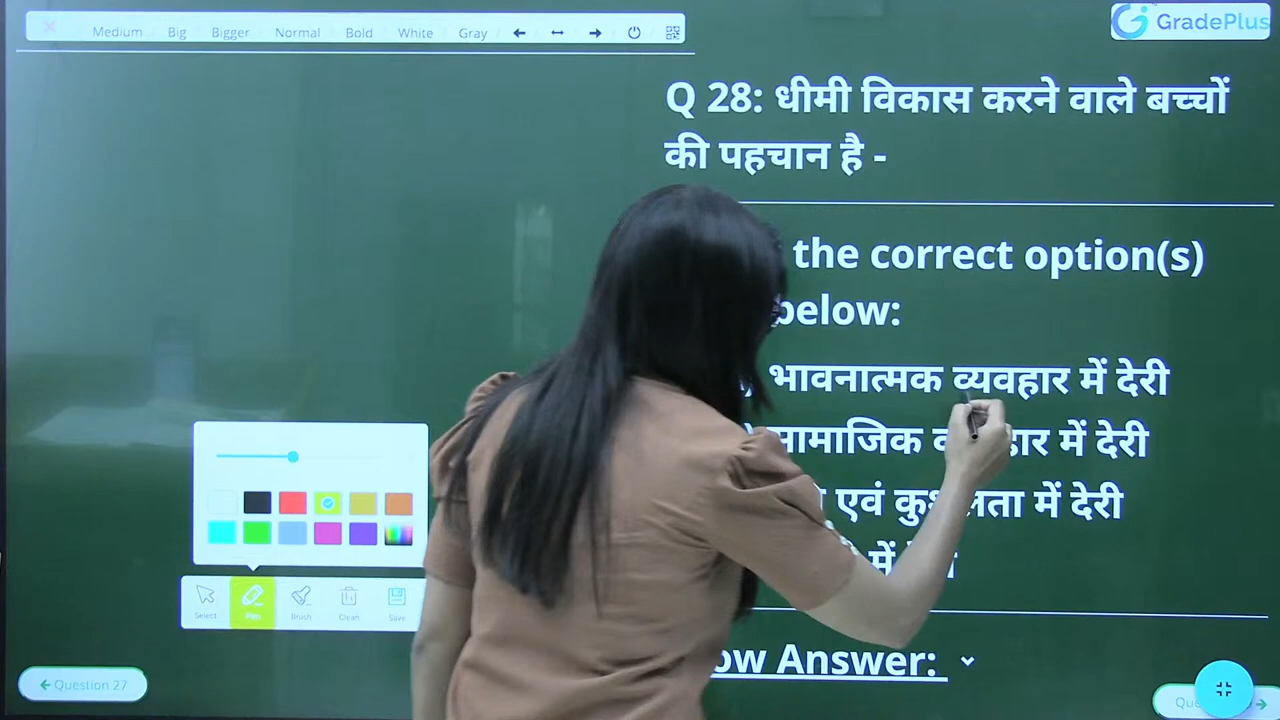 Medium Big Bigger Normal Bold White Gray
GradePlus
Q 28: धीमी विकास करने वाले बच्चों
की पहचान है -
the correct option(s)
below:
भावनात्मक व्यवहार में देरी
सामाजिक में देरी
एवं कुशलता में देरी
में
Answer:
Select Pen Brush Clean Save
Question 27